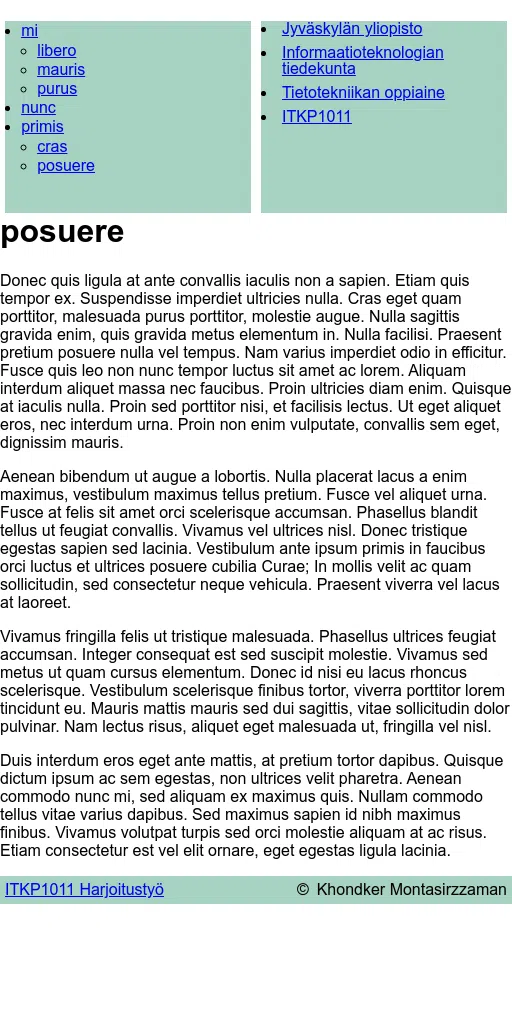 mi
libero
mauris
purus
nunc
primis
cras
posuere
Jyväskylän yliopisto
Informaatioteknologian
tiedekunta
Tietotekniikan oppiaine
ITKP1011
posuere
Donec quis ligula at ante convallis iaculis non a sapien. Etiam quis
tempor ex. Suspendisse imperdiet ultricies nulla. Cras eget quam
porttitor, malesuada purus porttitor, molestie augue. Nulla sagittis
gravida enim, quis gravida metus elementum in. Nulla facilisi. Praesent
pretium posuere nulla vel tempus. Nam varius imperdiet odio in efficitur.
Fusce quis leo non nunc tempor luctus sit amet ac lorem. Aliquam
interdum aliquet massa nec faucibus. Proin ultricies diam enim. Quisque
at iaculis nulla. Proin sed porttitor nisi, et facilisis lectus. Ut eget aliquet
eros, nec interdum urna. Proin non enim vulputate, convallis sem eget,
dignissim mauris.
Aenean bibendum ut augue a lobortis. Nulla placerat lacus a enim
maximus, vestibulum maximus tellus pretium. Fusce vel aliquet urna.
Fusce at felis sit amet orci scelerisque accumsan. Phasellus blandit
tellus ut feugiat convallis. Vivamus vel ultrices nisl. Donec tristique
egestas sapien sed lacinia. Vestibulum ante ipsum primis in faucibus
orci luctus et ultrices posuere cubilia Curae; In mollis velit ac quam
sollicitudin, sed consectetur neque vehicula. Praesent viverra vel lacus
at laoreet.
Vivamus fringilla felis ut tristique malesuada. Phasellus ultrices feugiat
accumsan. Integer consequat est sed suscipit molestie. Vivamus sed
metus ut quam cursus elementum. Donec id nisi eu lacus rhoncus
scelerisque. Vestibulum scelerisque finibus tortor, viverra porttitor lorem
tincidunt eu. Mauris mattis mauris sed dui sagittis, vitae sollicitudin dolor
pulvinar. Nam lectus risus, aliquet eget malesuada ut, fringilla vel nisl.
Duis interdum eros eget ante mattis, at pretium tortor dapibus. Quisque
dictum ipsum ac sem egestas, non ultrices velit pharetra. Aenean
commodo nunc mi, sed aliquam ex maximus quis. Nullam commodo
tellus vitae varius dapibus. Sed maximus sapien id nibh maximus
finibus. Vivamus volutpat turpis sed orci molestie aliquam at ac risus.
Etiam consectetur est vel elit ornare, eget egestas ligula lacinia.
ITKP1011 Harjoitustyö
© Khondker Montasirzzaman